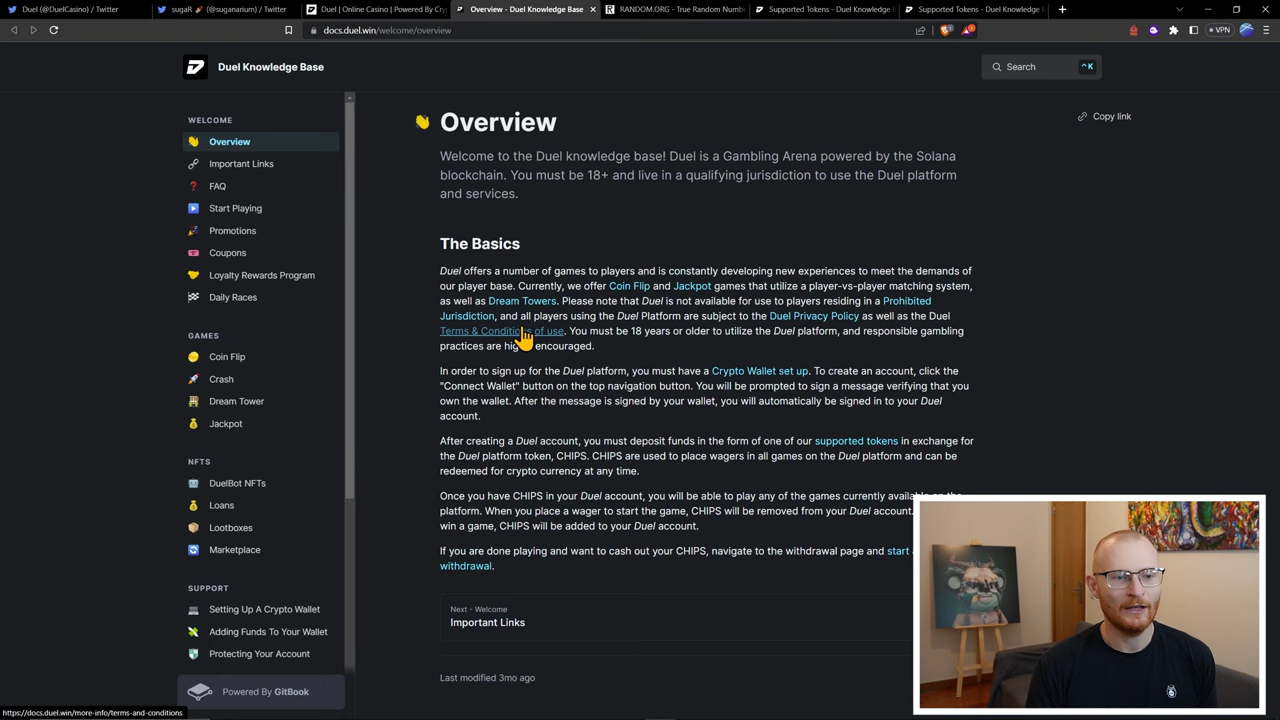 Duel (@DuelCasino) / Twitter
sugaR 🚀 (@suganarium) / Twitter
Duel | Online Casino | Powered By Cry
Overview - Duel Knowledge Base
RANDOM.ORG - True Random Numb
Supported Tokens - Duel Knowledge
Supported Tokens - Duel Knowledge
docs.duel.win/welcome/overview
VPN
Duel Knowledge Base
Search
^K
WELCOME
Overview
Important Links
FAQ
Start Playing
Promotions
Coupons
Loyalty Rewards Program
Daily Races
GAMES
Coin Flip
Crash
Dream Tower
Jackpot
NFTS
DuelBot NFTs
Loans
Lootboxes
Marketplace
SUPPORT
Setting Up A Crypto Wallet
Adding Funds To Your Wallet
Protecting Your Account
Powered By GitBook
Overview
Copy link
Welcome to the Duel knowledge base! Duel is a Gambling Arena powered by the Solana
blockchain. You must be 18+ and live in a qualifying jurisdiction to use the Duel platform
and services.
The Basics
Duel offers a number of games to players and is constantly developing new experiences to meet the demands of
our player base. Currently, we offer Coin Flip and Jackpot games that utilize a player-vs-player matching system,
as well as Dream Towers. Please note that Duel is not available for use to players residing in a Prohibited
Jurisdiction, and all players using the Duel Platform are subject to the Duel Privacy Policy as well as the Duel
Terms & Conditions of use. You must be 18 years or older to utilize the Duel platform, and responsible gambling
practices are encouraged.
In order to sign up for the Duel platform, you must have a Crypto Wallet set up. To create an account, click the
"Connect Wallet" button on the top navigation button. You will be prompted to sign a message verifying that you
own the wallet. After the message is signed by your wallet, you will automatically be signed in to your Duel
account.
After creating a Duel account, you must deposit funds in the form of one of our supported tokens in exchange for
the Duel platform token, CHIPS. CHIPS are used to place wagers in all games on the Duel platform and can be
redeemed for crypto currency at any time.
Once you have CHIPS in your Duel account, you will be able to play any of the games currently available on the
platform. When you place a wager to start the game, CHIPS will be removed from your Duel account.
win a game, CHIPS will be added to your Duel account.
If you are done playing and want to cash out your CHIPS, navigate to the withdrawal page and start
withdrawal.
Next - Welcome
Important Links
Last modified 3mo ago
https://docs.duel.win/more-info/terms-and-conditions